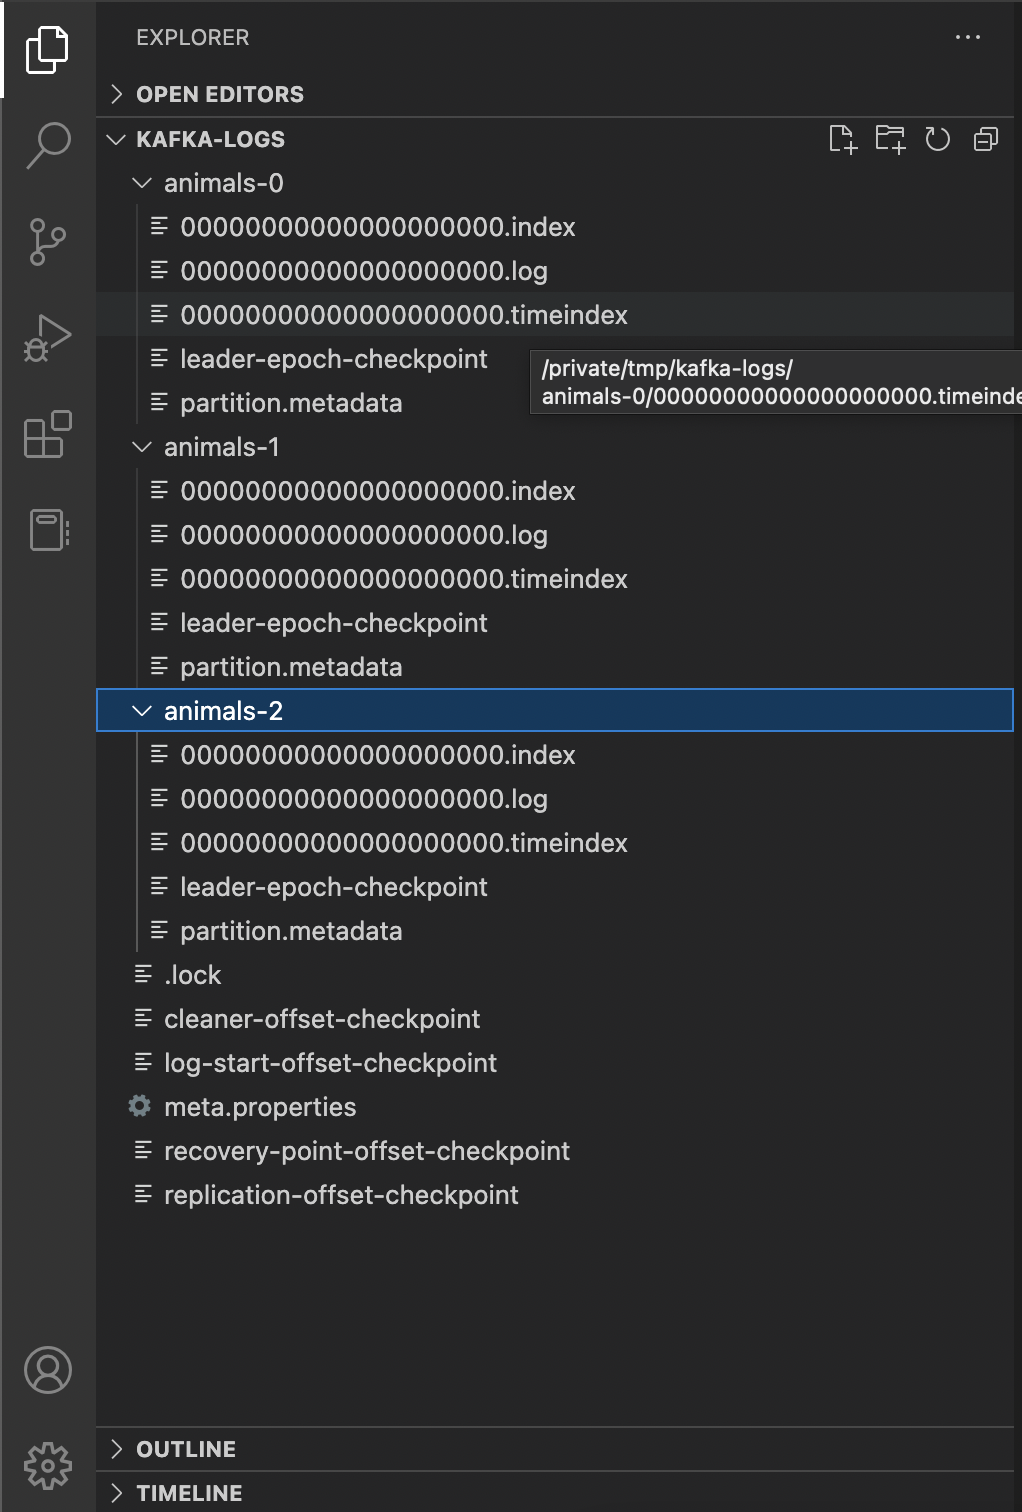 EXPLORER
OPEN EDITORS
KAFKA-LOGS
animals-0
00000000000000000000.index
00000000000000000000.log
00000000000000000000.timeindex
leader-epoch-checkpoint
/private/tmp/kafka-logs/
animals-0/00000000000000000000.timeinde
partition.metadata
animals-1
00000000000000000000.index
00000000000000000000.log
00000000000000000000.timeindex
leader-epoch-checkpoint
partition.metadata
animals-2
00000000000000000000.index
00000000000000000000.log
00000000000000000000.timeindex
leader-epoch-checkpoint
partition.metadata
.lock
cleaner-offset-checkpoint
log-start-offset-checkpoint
meta.properties
recovery-point-offset-checkpoint
replication-offset-checkpoint
OUTLINE
TIMELINE